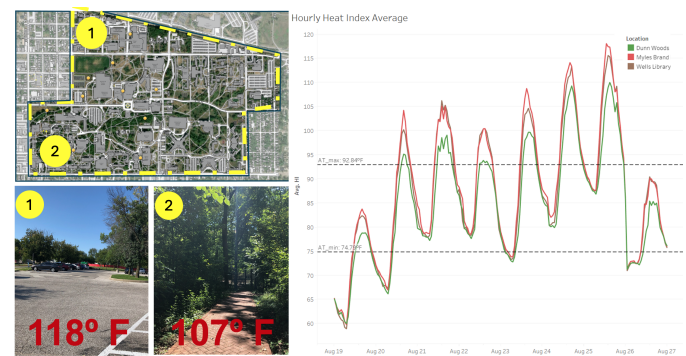 Hourly Heat Index Average
1
2
1
118º F
2
107º F
120
115
110
105
100
95
90
85
80
75
70
65
60
Avg. HI
AT_max: 92.84ºF
AT_min: 74.79ºF
Location
Dunn Woods
Myles Brand
Wells Library
Aug 19
Aug 20
Aug 21
Aug 22
Aug 23
Aug 24
Aug 25
Aug 26
Aug 27